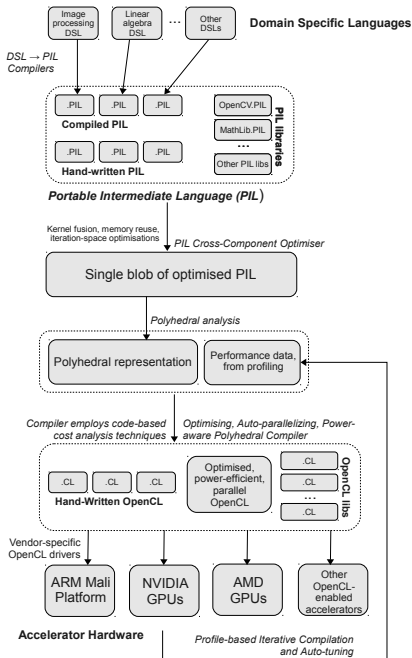 Image
processing
DSL
Linear
algebra
DSL
...
Other
DSLs
Domain Specific Languages
DSL → PIL
Compilers
.PIL
.PIL
.PIL
Compiled PIL
.PIL
.PIL
.PIL
Hand-written PIL
OpenCV.PIL
MathLib.PIL
...
Other PIL libs
PIL libraries
Portable Intermediate Language (PIL)
Kernel fusion, memory reuse,
iteration-space optimisations
PIL Cross-Component Optimiser
Single blob of optimised PIL
Polyhedral analysis
Polyhedral representation
Performance data,
from profiling
Compiler employs code-based
cost analysis techniques
Optimising, Auto-parallelizing, Power-
aware Polyhedral Compiler
.CL
.CL
.CL
Hand-Written OpenCL
Optimised,
power-efficient,
parallel
OpenCL
.CL
.CL
...
.CL
OpenCL libs
Vendor-specific
OpenCL drivers
ARM Mali
Platform
NVIDIA
GPUs
AMD
GPUs
Other
OpenCL-
enabled
accelerators
Accelerator Hardware
Profile-based Iterative Compilation
and Auto-tuning